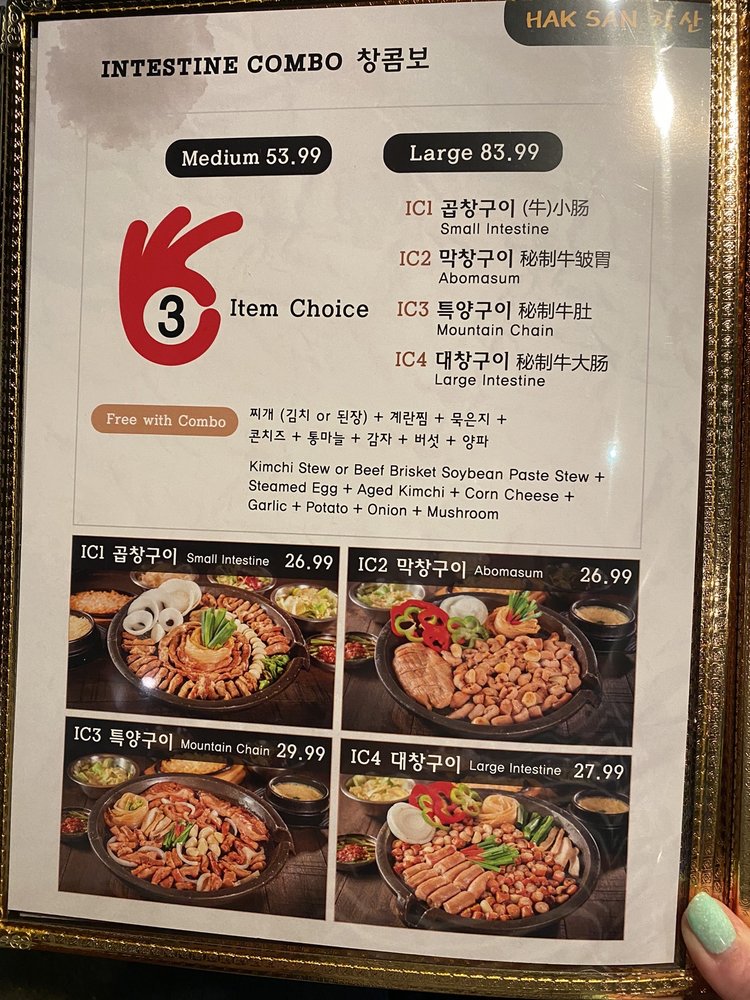 HAK SAN 학산
INTESTINE COMBO 창콤보
Medium 53.99
Large 83.99
3 Item Choice
IC1 곱창구이 (牛)小肠
Small Intestine
IC2 막창구이 秘制牛皱胃
Abomasum
IC3 특양구이 秘制牛肚
Mountain Chain
IC4 대창구이 秘制牛大肠
Large Intestine
Free with Combo
찌개 (김치 or 된장) + 계란찜 + 묵은지 +
콘치즈 + 통마늘 + 감자 + 버섯 + 양파
Kimchi Stew or Beef Brisket Soybean Paste Stew +
Steamed Egg + Aged Kimchi + Corn Cheese +
Garlic + Potato + Onion + Mushroom
IC1 곱창구이 Small Intestine 26.99
IC2 막창구이 Abomasum 26.99
IC3 특양구이 Mountain Chain 29.99
IC4 대창구이 Large Intestine 27.99